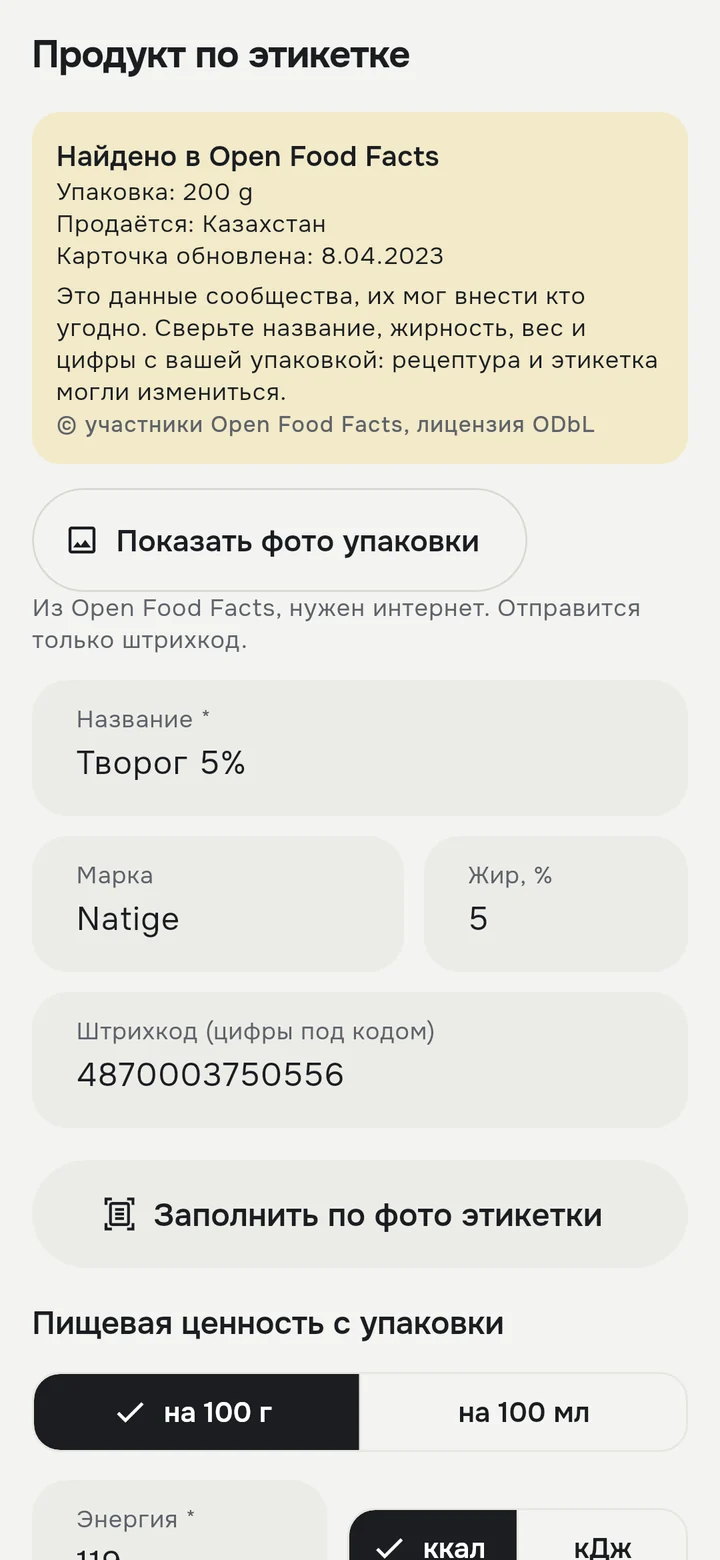 Продукт по этикетке
Найдено в Open Food Facts
Упаковка: 200 g
Продаётся: Казахстан
Карточка обновлена: 8.04.2023
Это данные сообщества, их мог внести кто
угодно. Сверьте название, жирность, вес и
цифры с вашей упаковкой: рецептура и этикетка
могли измениться.
© участники Open Food Facts, лицензия ODbL
Показать фото упаковки
Из Open Food Facts, нужен интернет. Отправится
только штрихкод.
Название *
Творог 5%
Марка
Natige
Жир, %
5
Штрихкод (цифры под кодом)
4870003750556
Заполнить по фото этикетки
Пищевая ценность с упаковки
на 100 г
на 100 мл
Энергия *
ккал
кДж